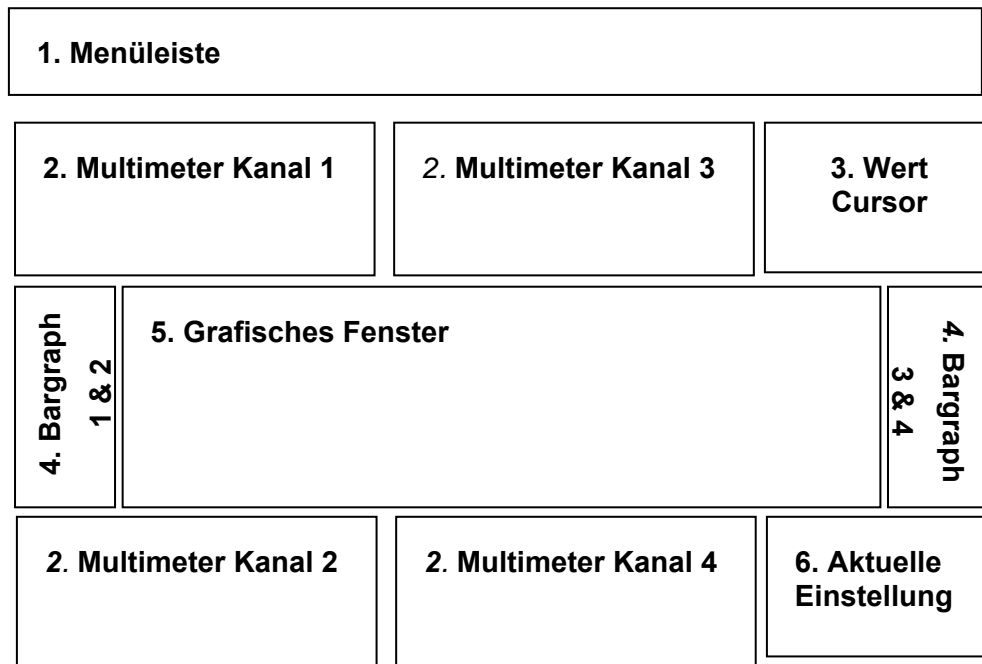 1. Menüleiste
2. Multimeter Kanal 1
2. Multimeter Kanal 3
3. Wert
Cursor
4. Bargraph
1 & 2
5. Grafisches Fenster
4. Bargraph
3 & 4
2. Multimeter Kanal 2
2. Multimeter Kanal 4
6. Aktuelle
Einstellung